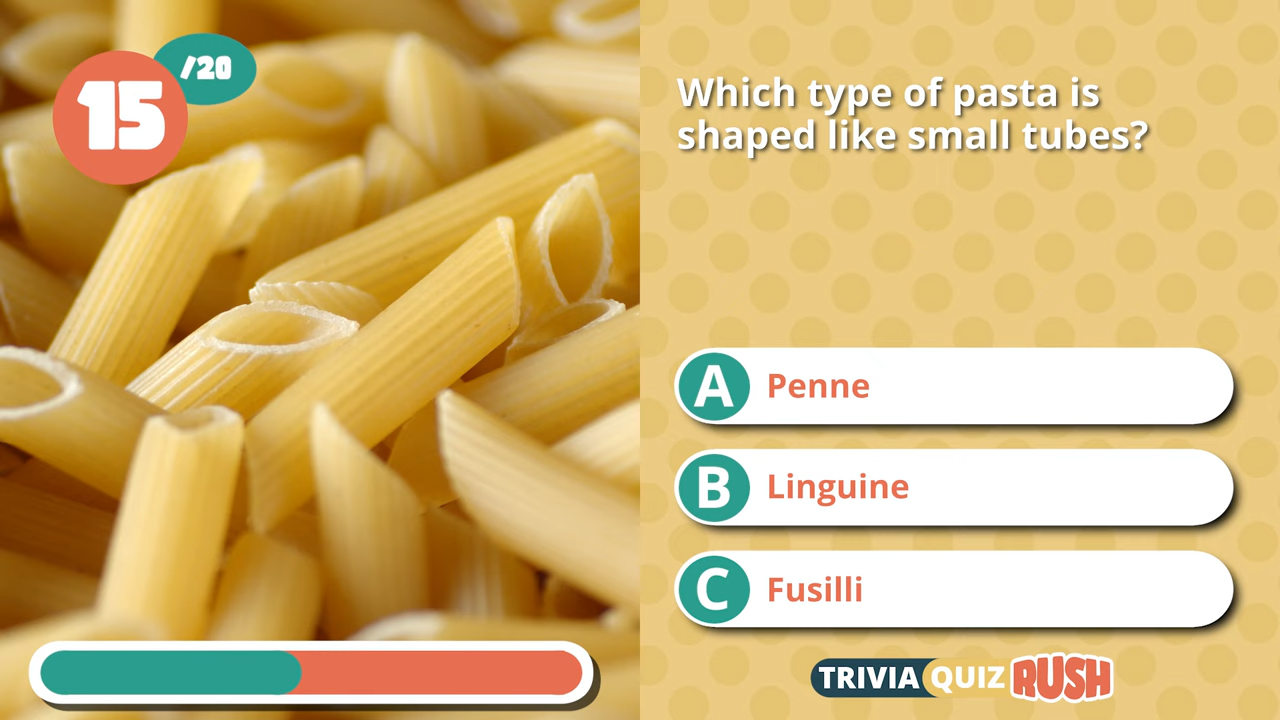 15
/20
Which type of pasta is
shaped like small tubes?
A Penne
B Linguine
C Fusilli
TRIVIA QUIZ RUSH